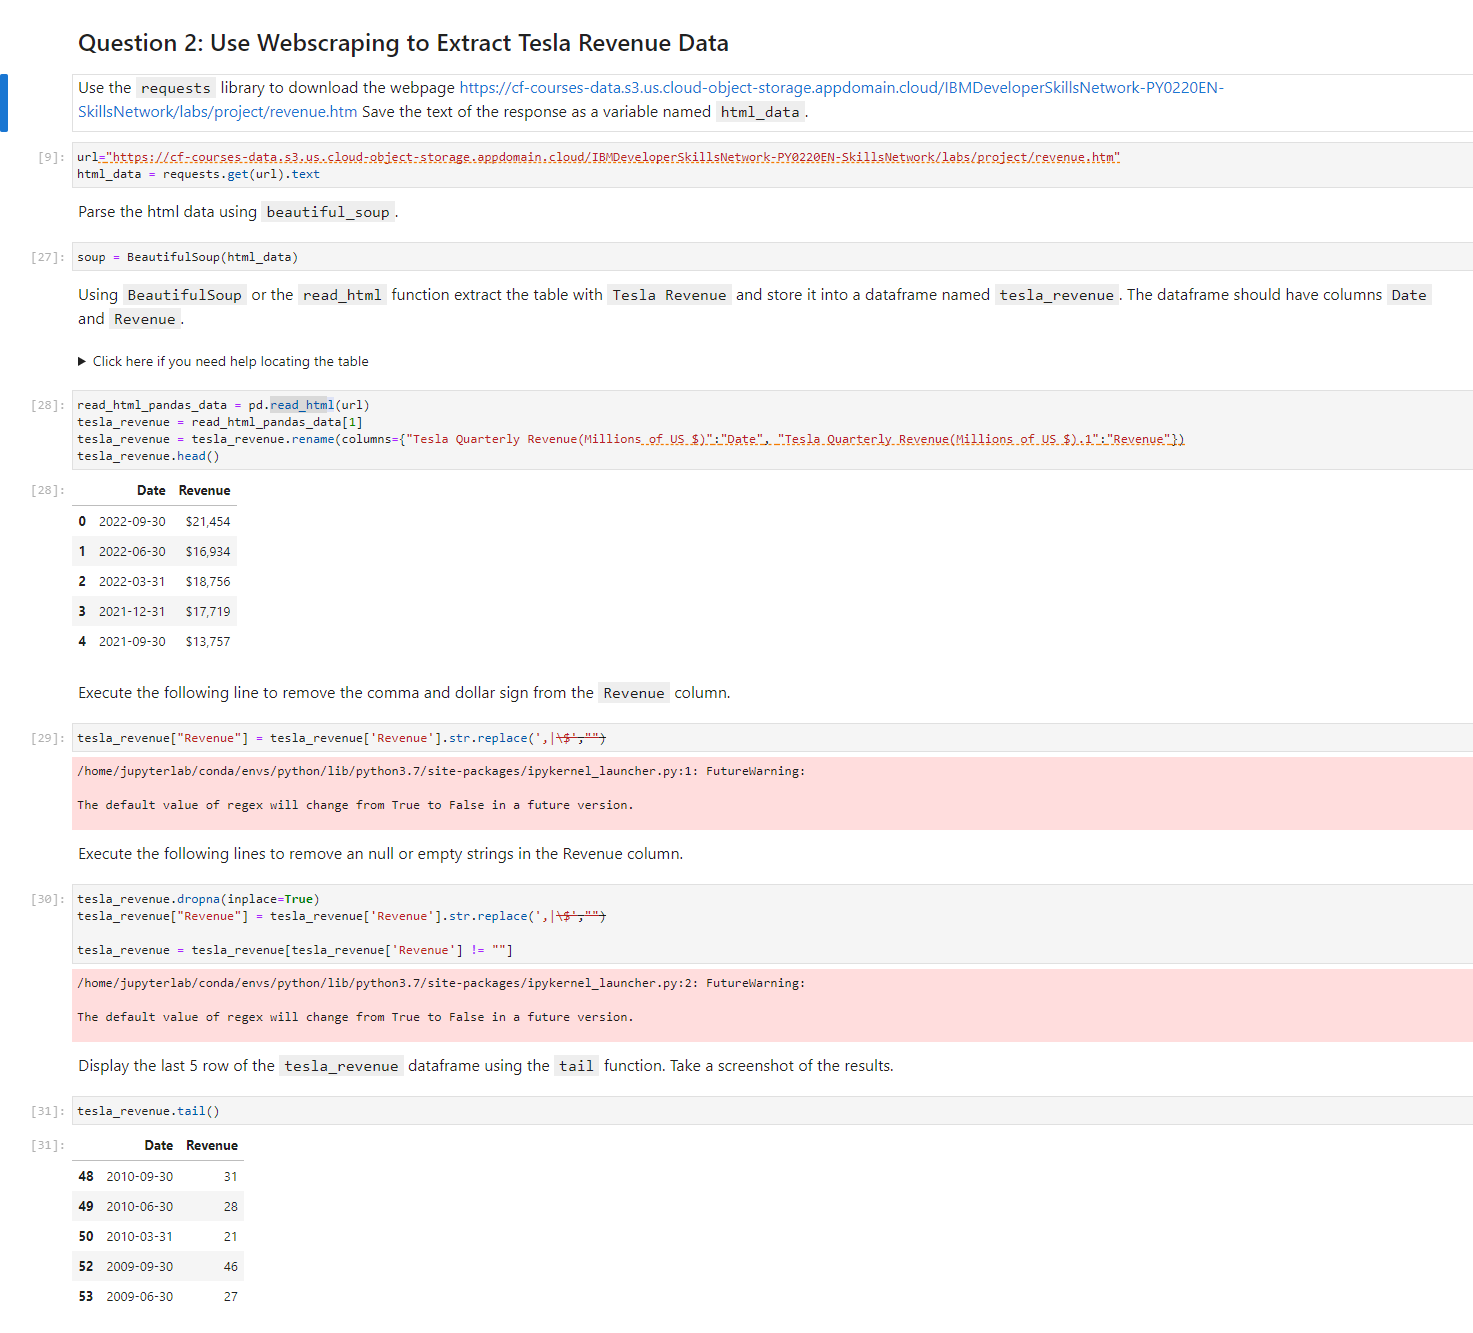 Question 2: Use Webscraping to Extract Tesla Revenue Data
Use the requests library to download the webpage https://cf-courses-data.s3.us.cloud-object-storage.appdomain.cloud/IBMDeveloperSkillsNetwork-PY0220EN-
SkillsNetwork/labs/project/revenue.htm Save the text of the response as a variable named html_data .
[9]: url="https://cf-courses-data.s3.us.cloud-object-storage.appdomain.cloud/IBMDeveloperSkillsNetwork-PY0220EN-SkillsNetwork/labs/project/revenue.htm"
html_data = requests.get(url).text
Parse the html data using beautiful_soup .
[27]: soup = BeautifulSoup(html_data)
Using BeautifulSoup or the read_html function extract the table with Tesla Revenue and store it into a dataframe named tesla_revenue . The dataframe should have columns Date
and Revenue .
▶ Click here if you need help locating the table
[28]: read_html_pandas_data = pd.read_html(url)
tesla_revenue = read_html_pandas_data[1]
tesla_revenue = tesla_revenue.rename(columns={"Tesla Quarterly Revenue(Millions of US $)":"Date", "Tesla Quarterly Revenue(Millions of US $).1":"Revenue"})
tesla_revenue.head()
[28]: Date Revenue
0 2022-09-30 $21,454
1 2022-06-30 $16,934
2 2022-03-31 $18,756
3 2021-12-31 $17,719
4 2021-09-30 $13,757
Execute the following line to remove the comma and dollar sign from the Revenue column.
[29]: tesla_revenue["Revenue"] = tesla_revenue['Revenue'].str.replace(',|\$',"")
/home/jupyterlab/conda/envs/python/lib/python3.7/site-packages/ipykernel_launcher.py:1: FutureWarning:
The default value of regex will change from True to False in a future version.
Execute the following lines to remove an null or empty strings in the Revenue column.
[30]: tesla_revenue.dropna(inplace=True)
tesla_revenue["Revenue"] = tesla_revenue['Revenue'].str.replace(',|\$',"")
tesla_revenue = tesla_revenue[tesla_revenue['Revenue'] != ""]
/home/jupyterlab/conda/envs/python/lib/python3.7/site-packages/ipykernel_launcher.py:2: FutureWarning:
The default value of regex will change from True to False in a future version.
Display the last 5 row of the tesla_revenue dataframe using the tail function. Take a screenshot of the results.
[31]: tesla_revenue.tail()
[31]: Date Revenue
48 2010-09-30 31
49 2010-06-30 28
50 2010-03-31 21
52 2009-09-30 46
53 2009-06-30 27